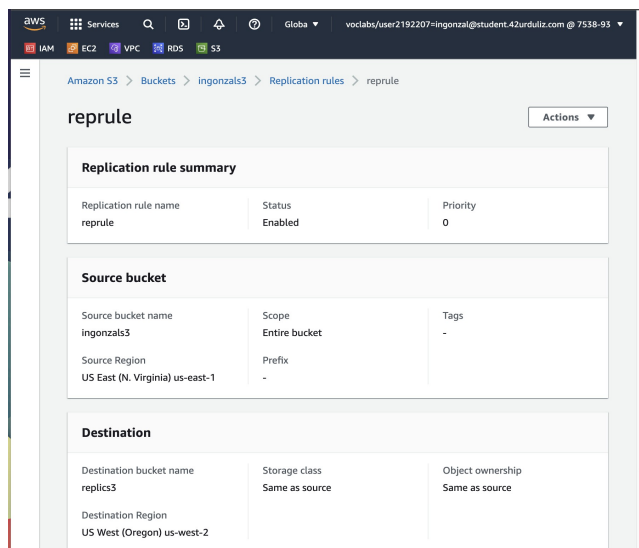 aws Services Globa voclabs/user2192207=ingonzal@student.42urduliz.com @ 7538-93
IAM EC2 VPC RDS S3
Amazon S3 > Buckets > ingonzals3 > Replication rules > reprule
reprule
Actions
Replication rule summary
Replication rule name Status Priority
reprule Enabled 0
Source bucket
Source bucket name Scope Tags
ingonzals3 Entire bucket -
Source Region Prefix
US East (N. Virginia) us-east-1 -
Destination
Destination bucket name Storage class Object ownership
replics3 Same as source Same as source
Destination Region
US West (Oregon) us-west-2